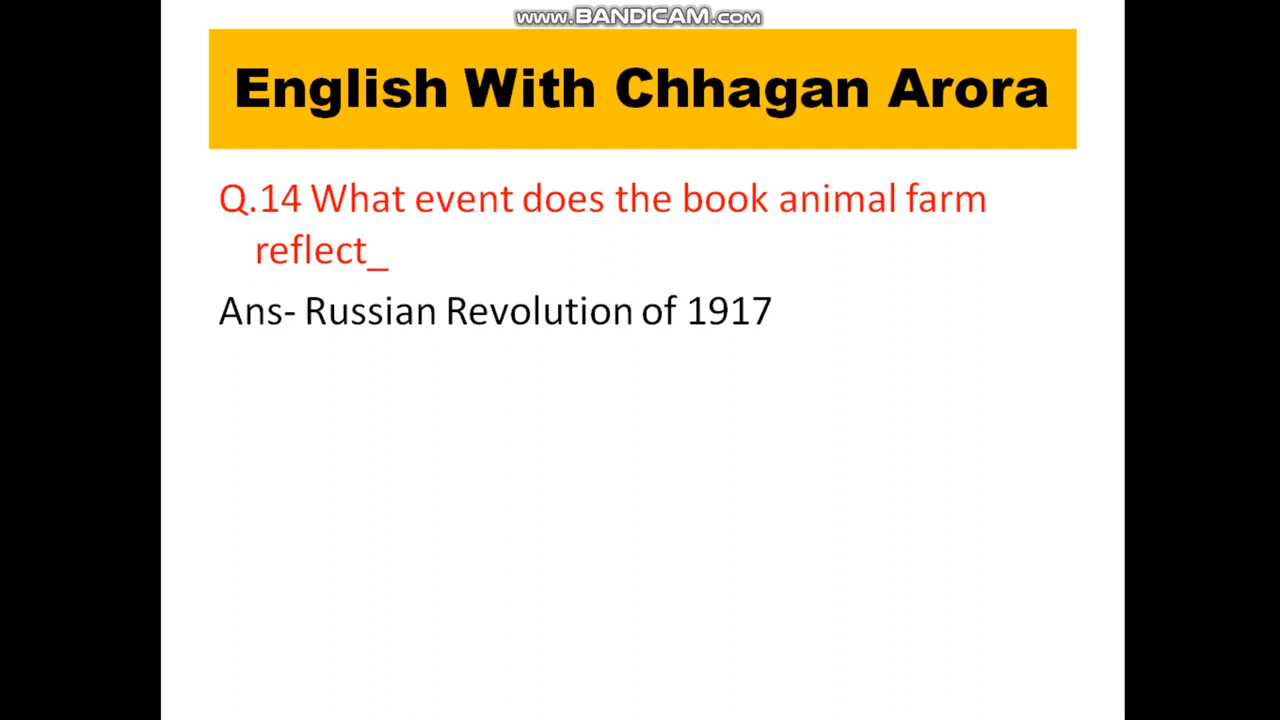 www.BANDICAM.com
English With Chhagan Arora
Q.14 What event does the book animal farm
reflect_
Ans- Russian Revolution of 1917